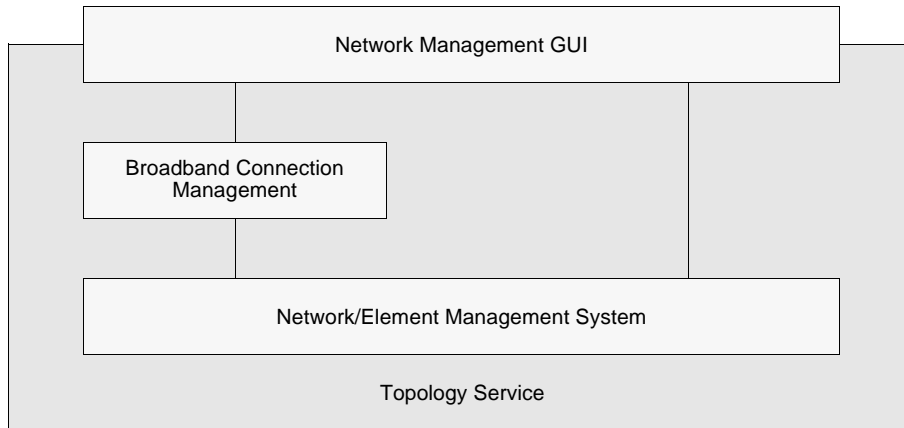 Network Management GUI
Broadband Connection
Management
Network/Element Management System
Topology Service